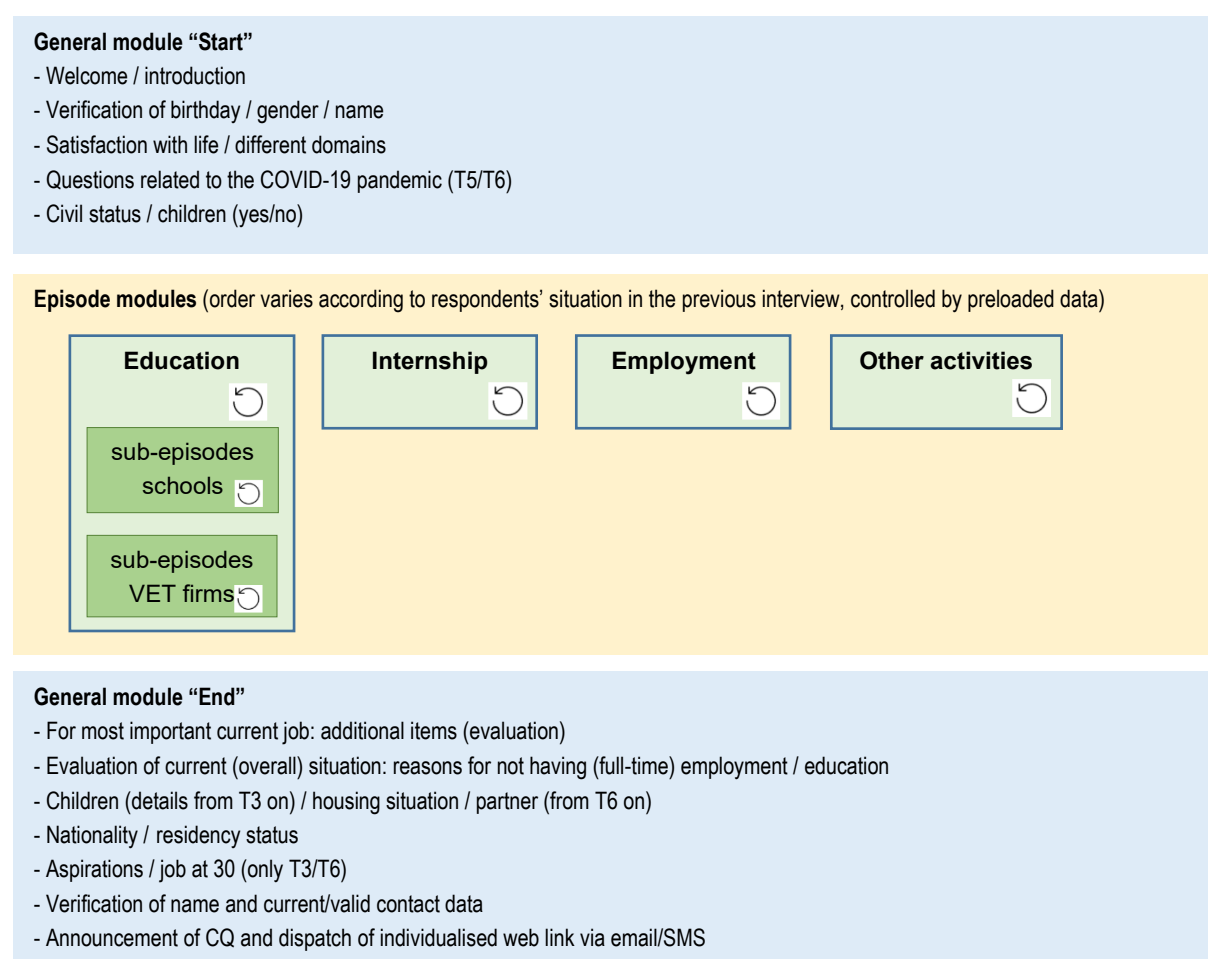 General module “Start”
- Welcome / introduction
- Verification of birthday / gender / name
- Satisfaction with life / different domains
- Questions related to the COVID-19 pandemic (T5/T6)
- Civil status / children (yes/no)
Episode modules (order varies according to respondents’ situation in the previous interview, controlled by preloaded data)
Education
Internship
Employment
Other activities
sub-episodes
schools
sub-episodes
VET firms
General module “End”
- For most important current job: additional items (evaluation)
- Evaluation of current (overall) situation: reasons for not having (full-time) employment / education
- Children (details from T3 on) / housing situation / partner (from T6 on)
- Nationality / residency status
- Aspirations / job at 30 (only T3/T6)
- Verification of name and current/valid contact data
- Announcement of CQ and dispatch of individualised web link via email/SMS